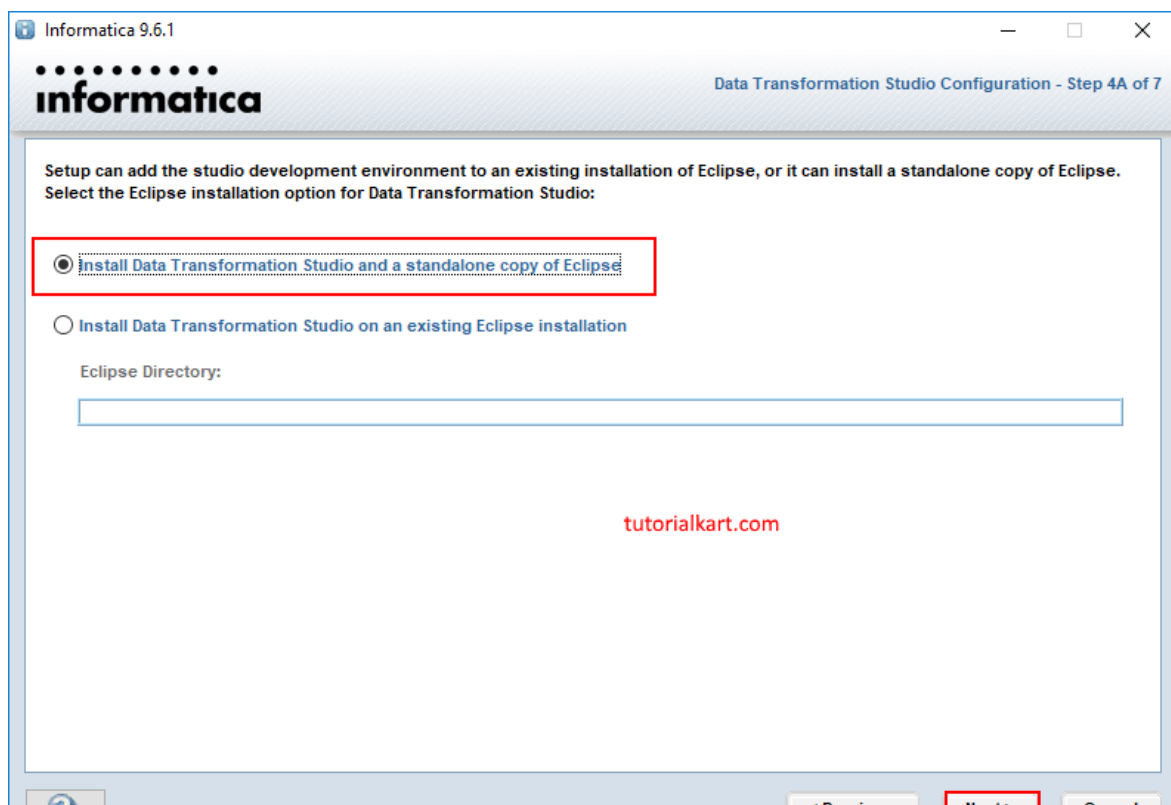 Informatica 9.6.1
informatica
Data Transformation Studio Configuration - Step 4A of 7
Setup can add the studio development environment to an existing installation of Eclipse, or it can install a standalone copy of Eclipse.
Select the Eclipse installation option for Data Transformation Studio:
Install Data Transformation Studio and a standalone copy of Eclipse
Install Data Transformation Studio on an existing Eclipse installation
Eclipse Directory:
tutorialkart.com